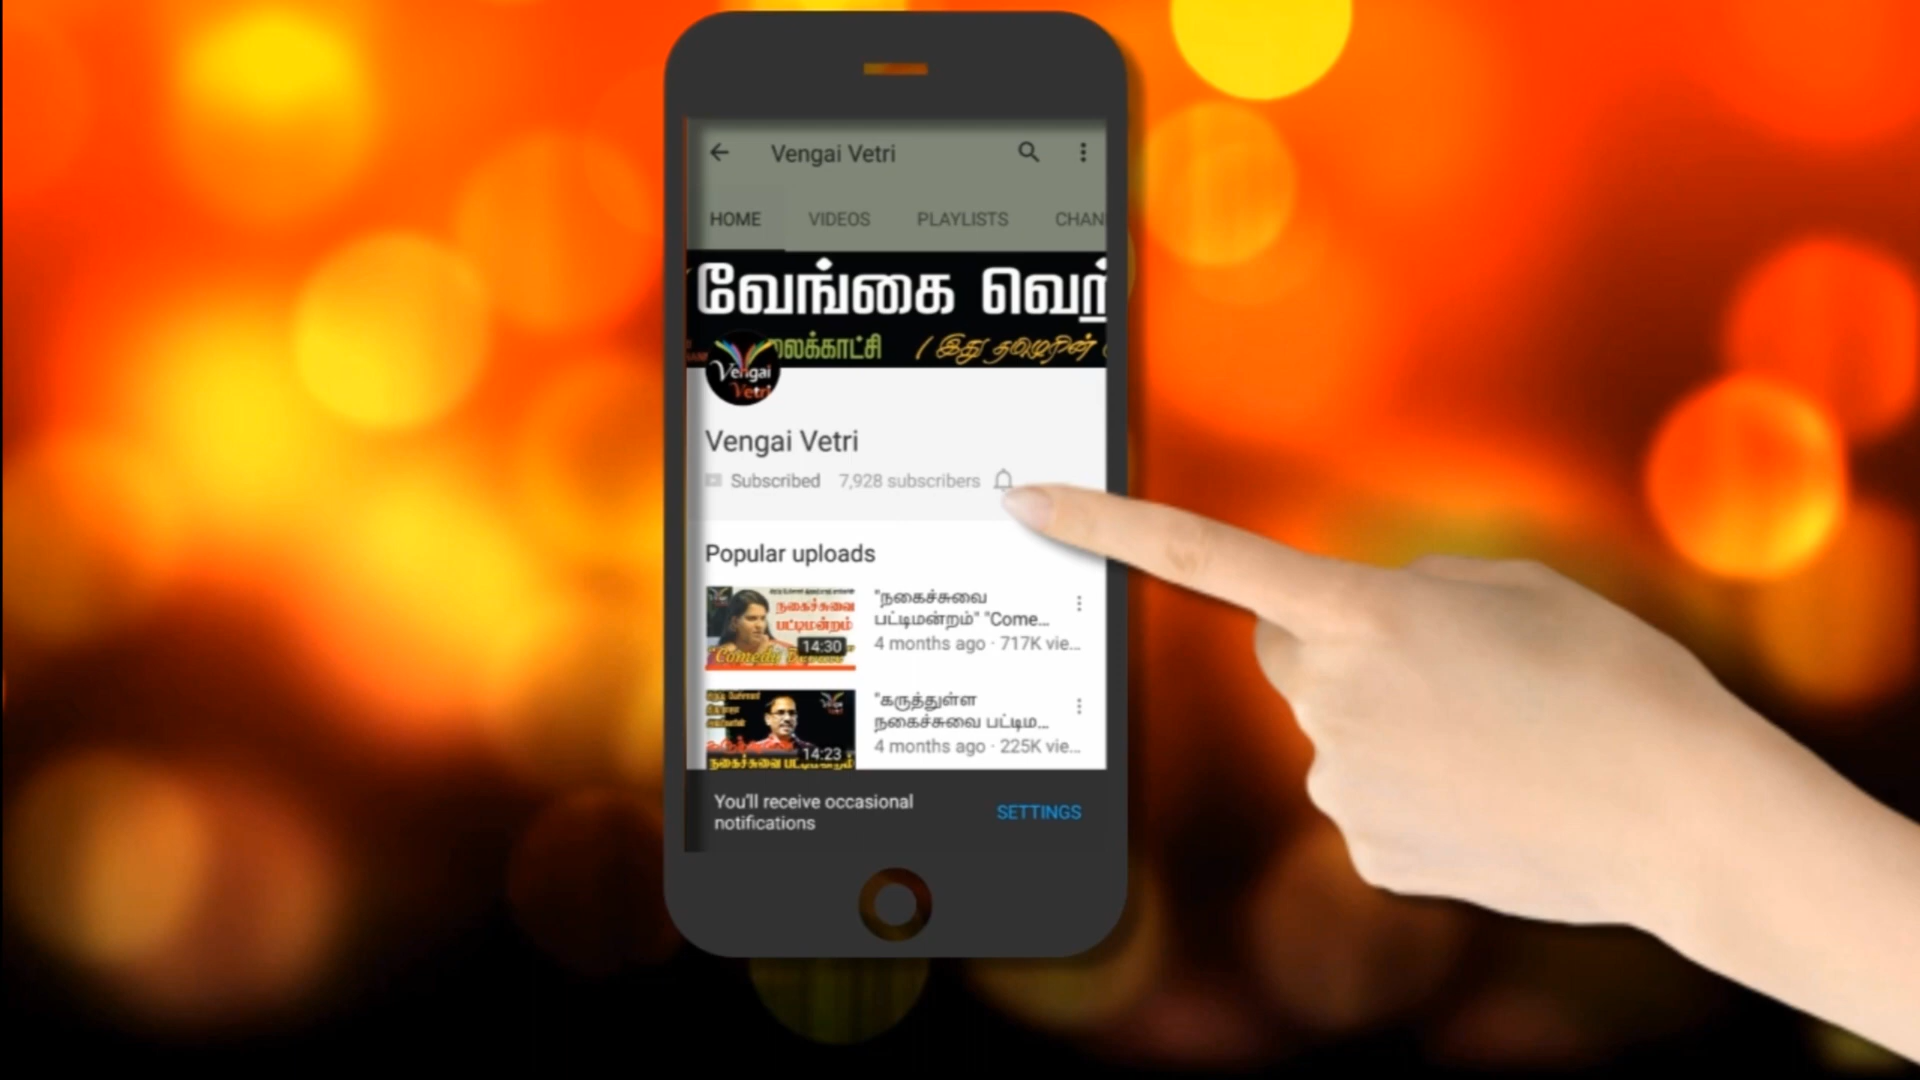 Vengai Vetri
HOME VIDEOS PLAYLISTS CHAN
வேங்கை வெற்
லைக்காட்சி ( இது தமிழரின்
Vengai
Vetri
Vengai Vetri
Subscribed 7,928 subscribers
Popular uploads
நகைச்சுவை
பட்டிமன்றம்
14:30
"நகைச்சுவை
பட்டிமன்றம்" "Come...
4 months ago · 717K vie...
14:23
நகைச்சுவை பட்டிமன்றம்
"கருத்துள்ள
நகைச்சுவை பட்டிம...
4 months ago · 225K vie...
You'll receive occasional
notifications
SETTINGS